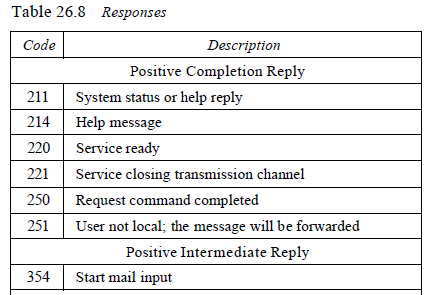 Table 26.8 Responses
Code Description
Positive Completion Reply
211 System status or help reply
214 Help message
220 Service ready
221 Service closing transmission channel
250 Request command completed
251 User not local; the message will be forwarded
Positive Intermediate Reply
354 Start mail input